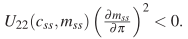 $U_{22}(c_{ss}, m_{ss}) \left( \frac{\partial m_{ss}}{\partial \pi} \right)^2 < 0.$